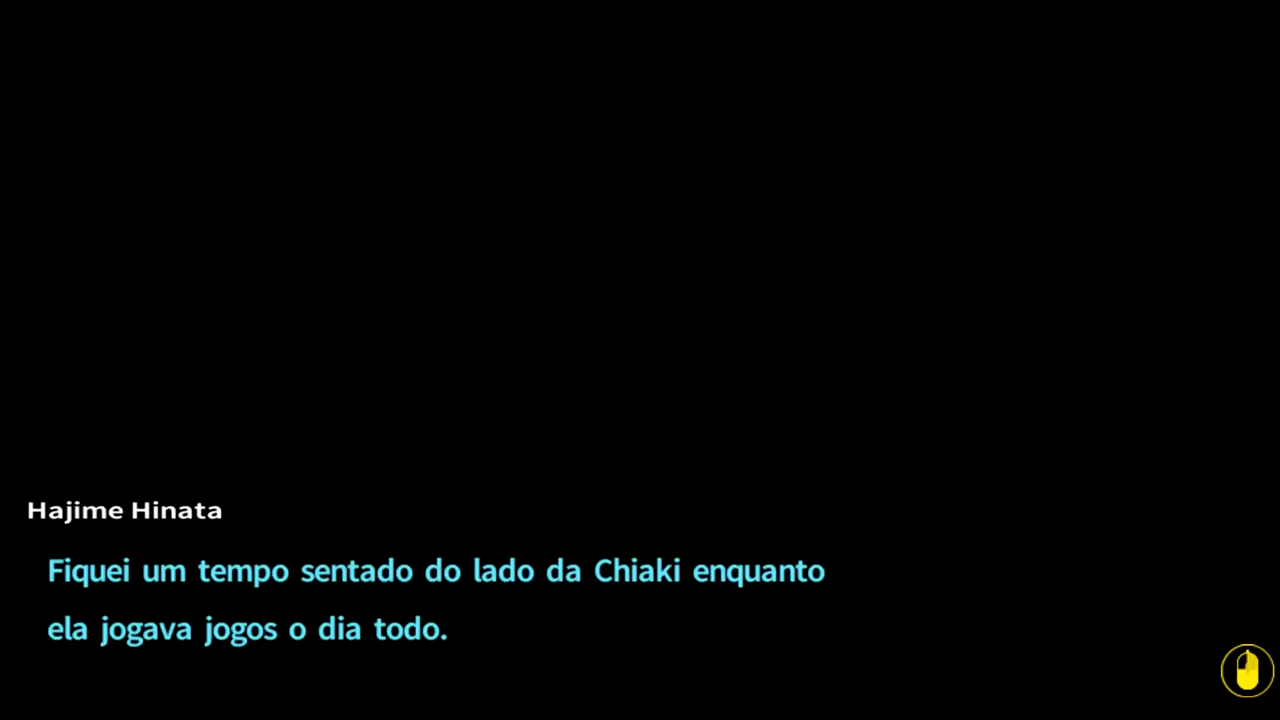 Hajime Hinata
Fiquei um tempo sentado do lado da Chiaki enquanto
ela jogava jogos o dia todo.